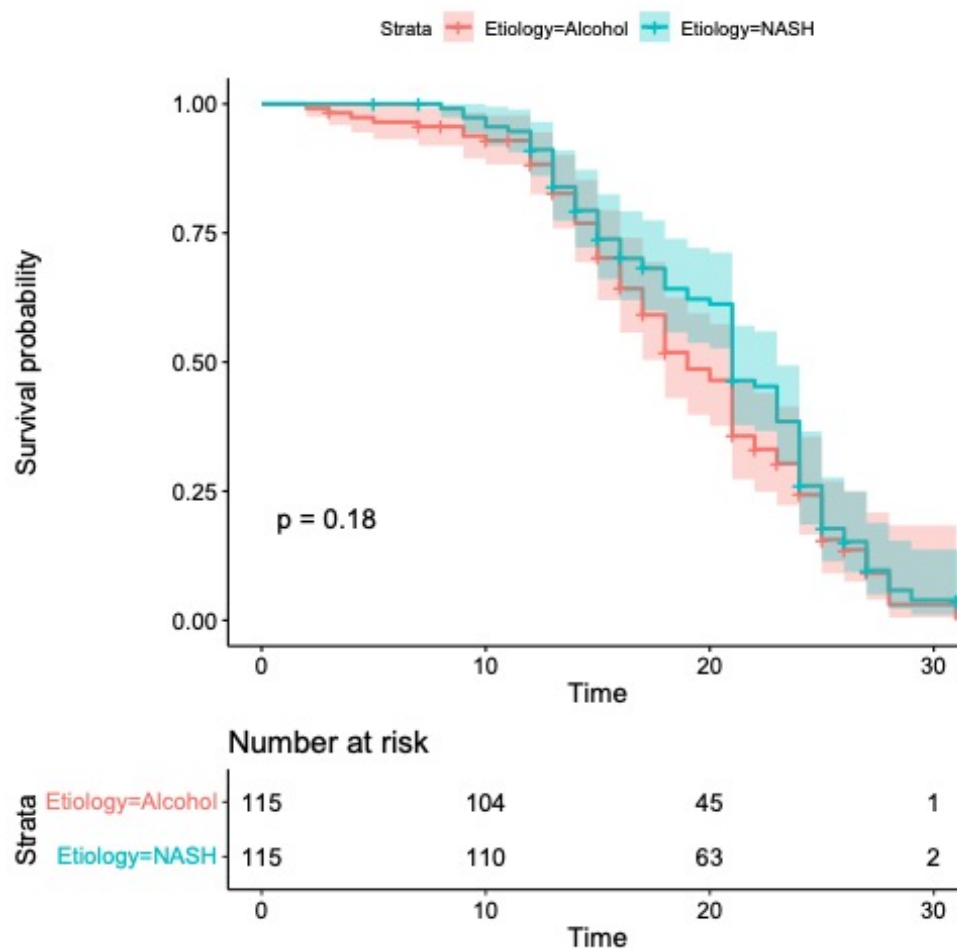 Strata Etiology=Alcohol Etiology=NASH
Survival probability
1.00
0.75
0.50
0.25
0.00
p = 0.18
0 10 20 30
Time
Number at risk
Strata
Etiology=Alcohol 115 104 45 1
Etiology=NASH 115 110 63 2
0 10 20 30
Time